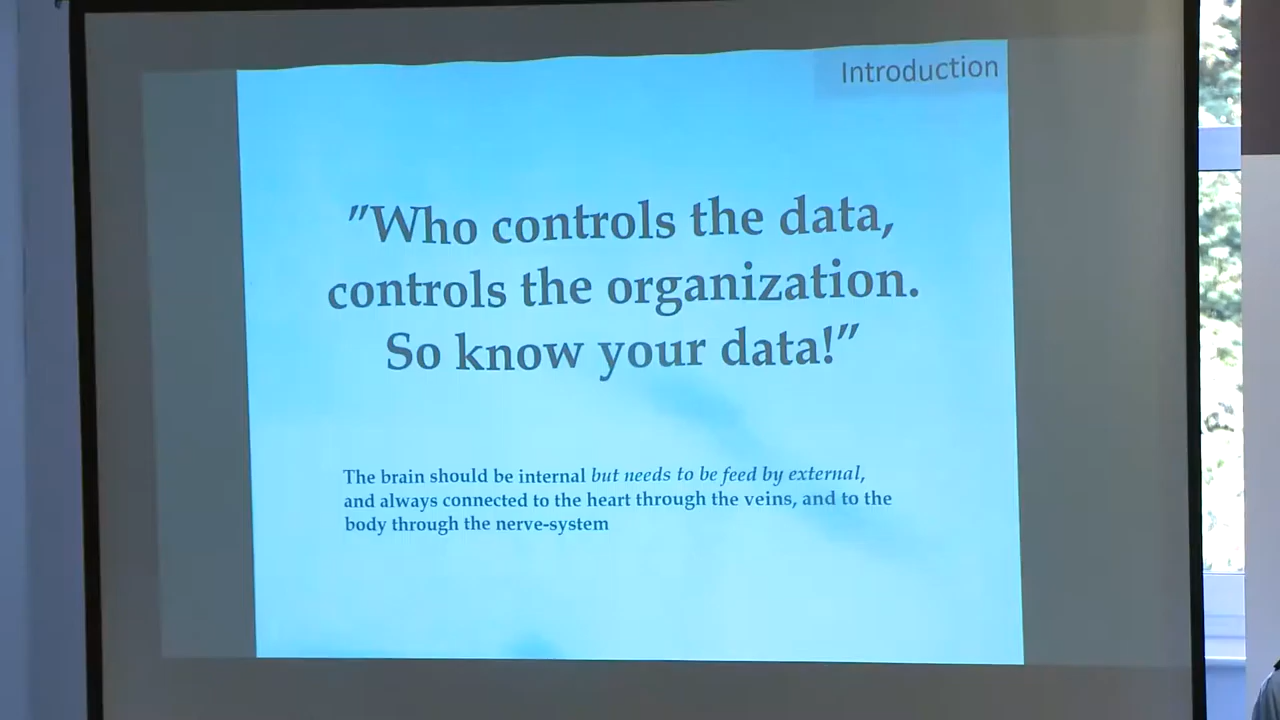 Introduction
"Who controls the data,
controls the organization.
So know your data!"
The brain should be internal but needs to be feed by external,
and always connected to the heart through the veins, and to the
body through the nerve-system